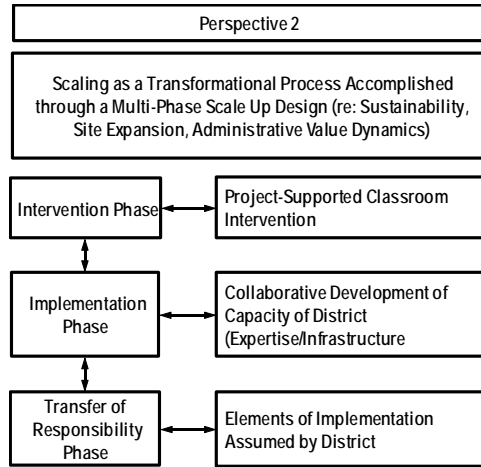 Perspective 2
Scaling as a Transformational Process Accomplished
through a Multi-Phase Scale Up Design (re: Sustainability,
Site Expansion, Administrative Value Dynamics)
Intervention Phase
Project-Supported Classroom
Intervention
Implementation
Phase
Collaborative Development of
Capacity of District
(Expertise/Infrastructure
Transfer of
Responsibility
Phase
Elements of Implementation
Assumed by District